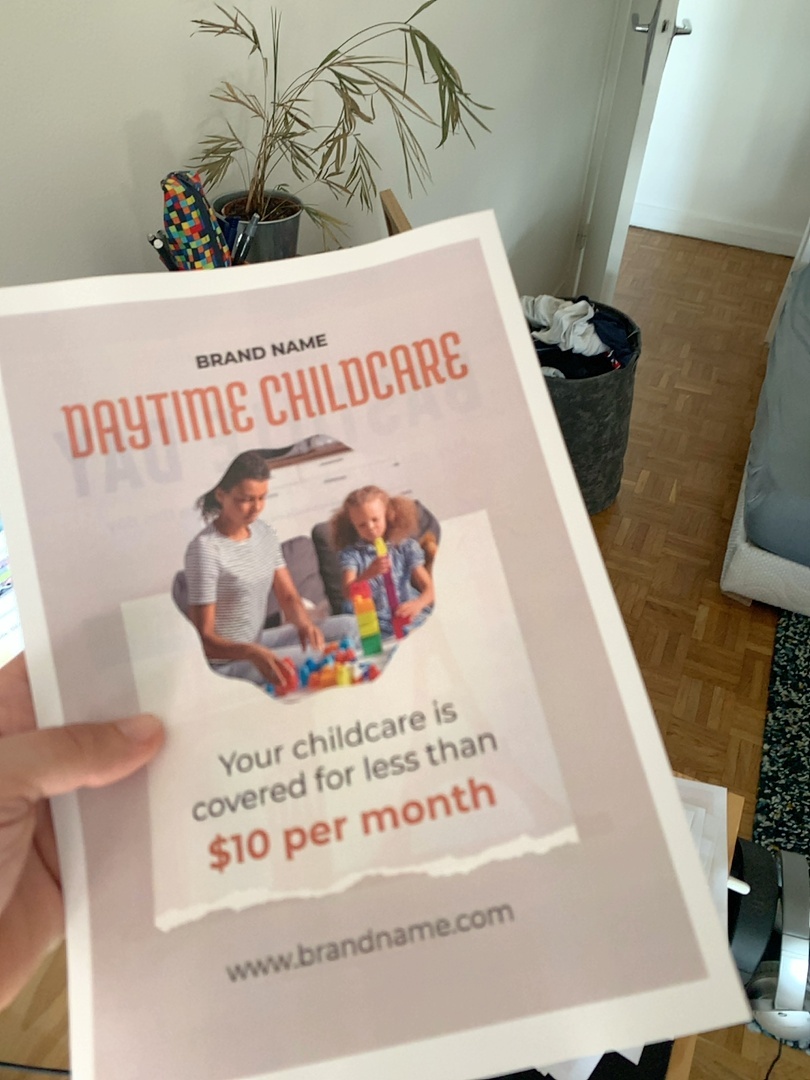 BRAND NAME
DAYTIME CHILDCARE
Your childcare is
covered for less than
$10 per month
www.brandname.com